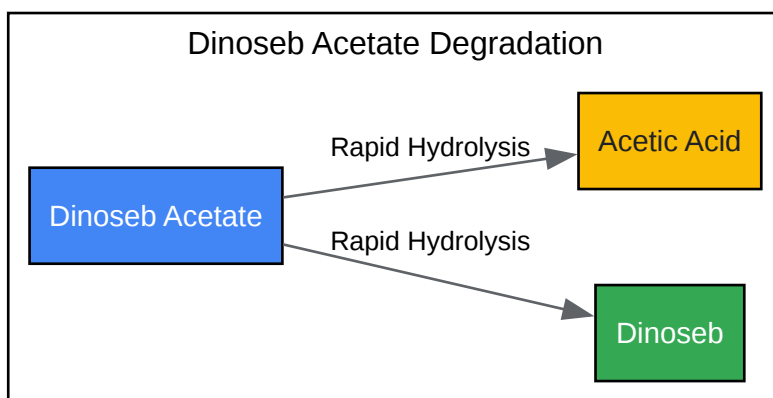 Dinoseb Acetate Degradation
Rapid Hydrolysis
Acetic Acid
Dinoseb Acetate
Rapid Hydrolysis
Dinoseb